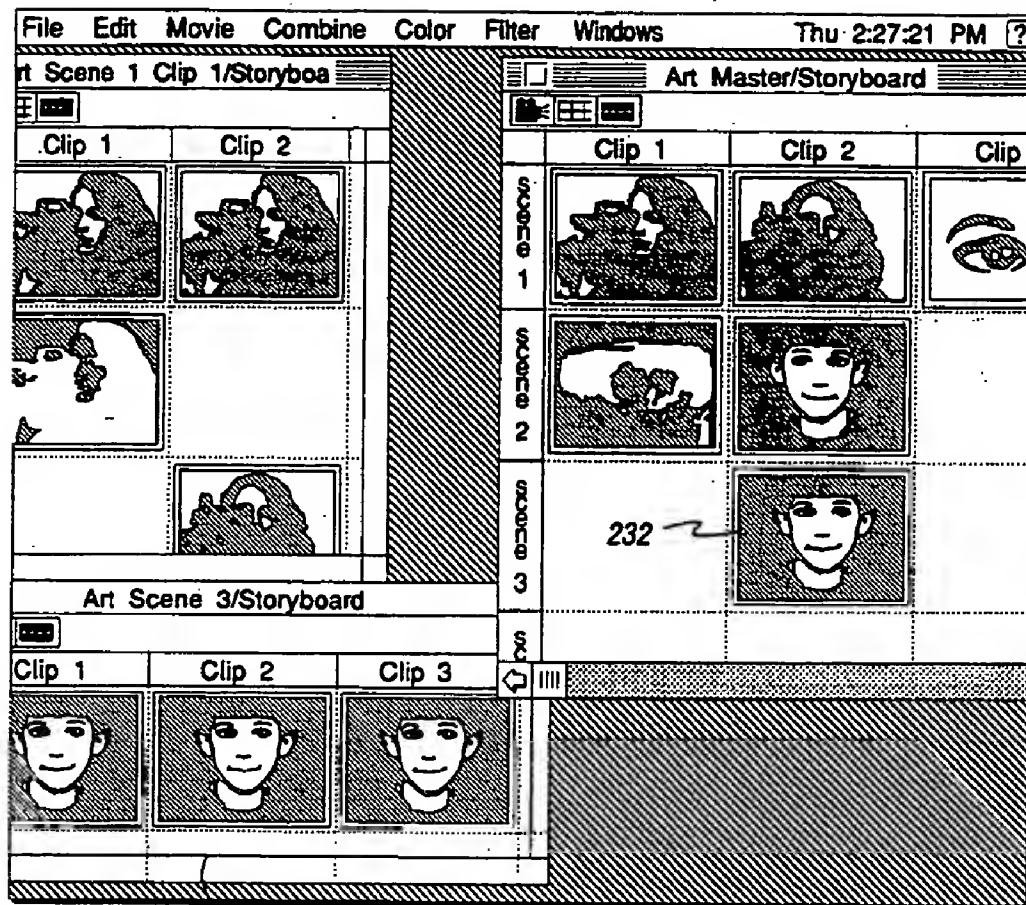 File Edit Movie Combine Color Filter Windows Thu 2:27:21 PM ?
rt Scene 1 Clip 1/Storyboa
Clip 1 Clip 2
Art Master/Storyboard
Clip 1 Clip 2 Clip
Scene 1
Scene 2
Scene 3
Sc
232
Art Scene 3/Storyboard
Clip 1 Clip 2 Clip 3